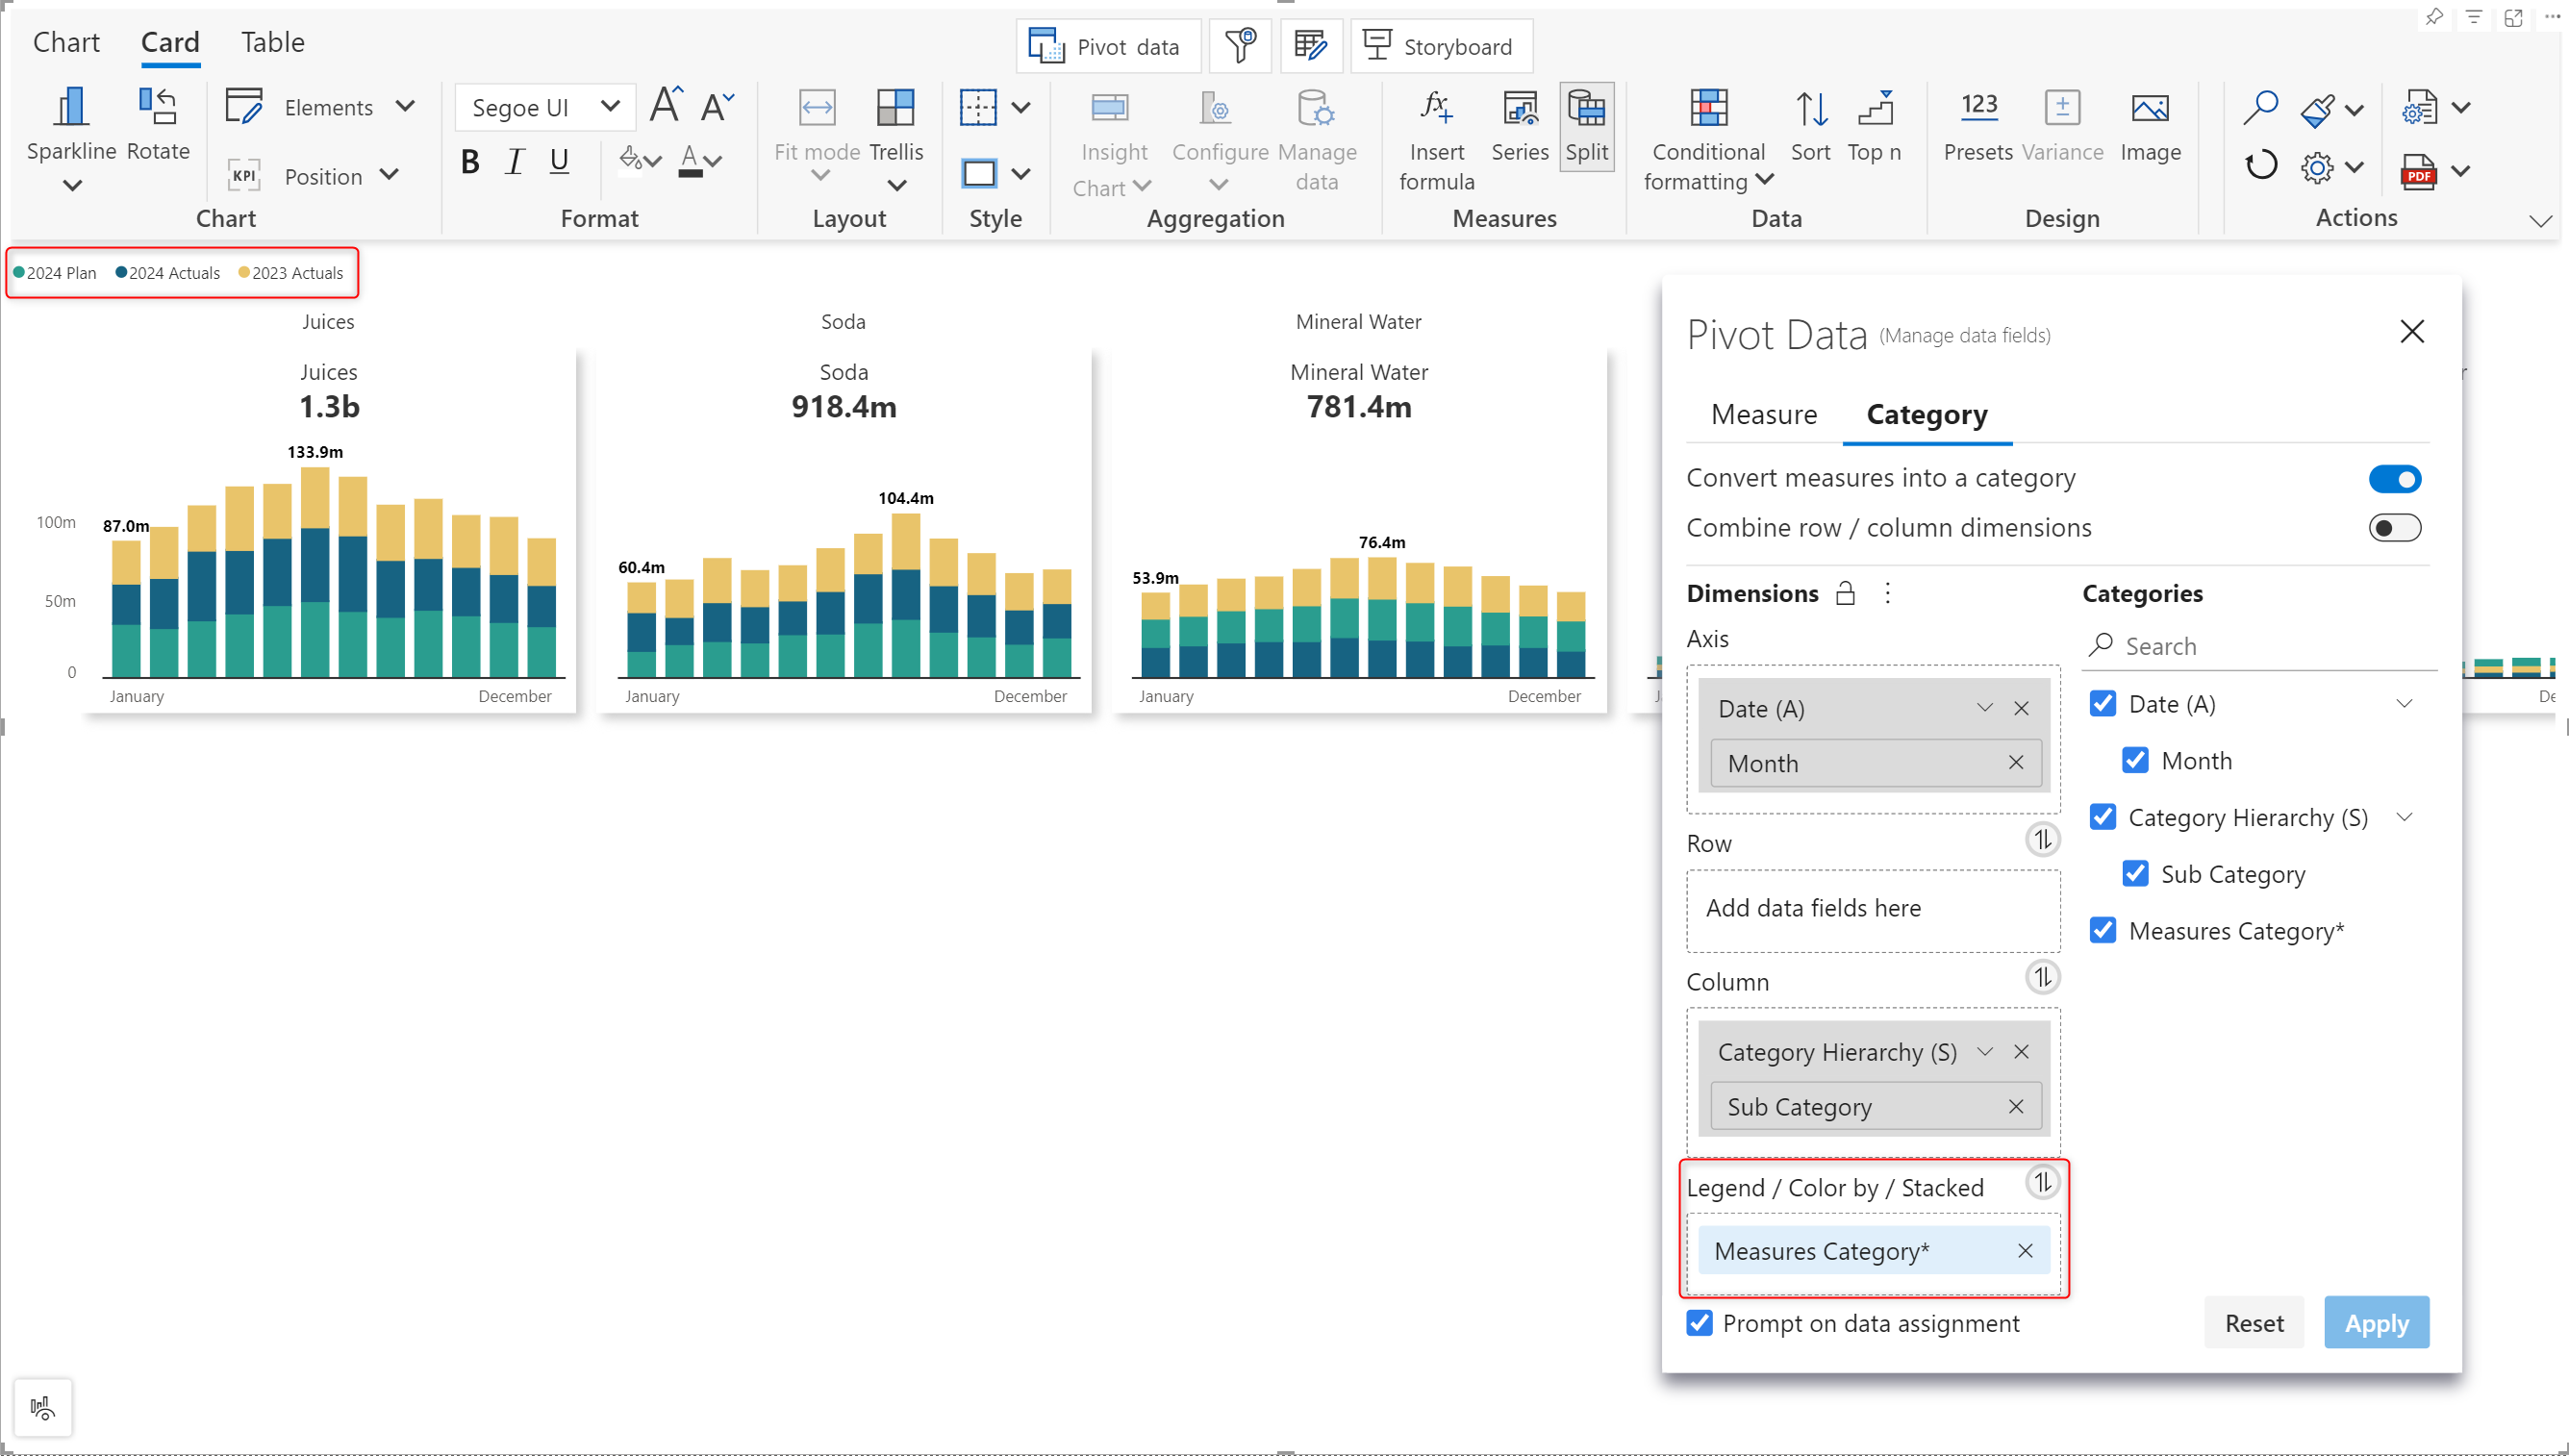 Chart Card Table
Pivot data Storyboard
Sparkline Rotate Elements
KPI Position
Chart
Segoe UI A A
B I U A
Format
Fit mode Trellis
Layout
Style
Insight Chart Configure Manage data
Aggregation
Insert formula Series Split
fx
Measures
Conditional formatting Sort Top n
Data
123
Presets Variance Image
Design
PDF
Actions
2024 Plan 2024 Actuals 2023 Actuals
Juices
Juices
1.3b
133.9m
87.0m
100m
50m
0
January December
Soda
Soda
918.4m
104.4m
60.4m
January December
Mineral Water
Mineral Water
781.4m
76.4m
53.9m
January December
Pivot Data (Manage data fields)
Measure Category
Convert measures into a category
Combine row / column dimensions
Dimensions
Axis
Date (A)
Month
Row
Add data fields here
Column
Category Hierarchy (S)
Sub Category
Legend / Color by / Stacked
Measures Category*
Prompt on data assignment
Categories
Search
Date (A)
Month
Category Hierarchy (S)
Sub Category
Measures Category*
Reset Apply